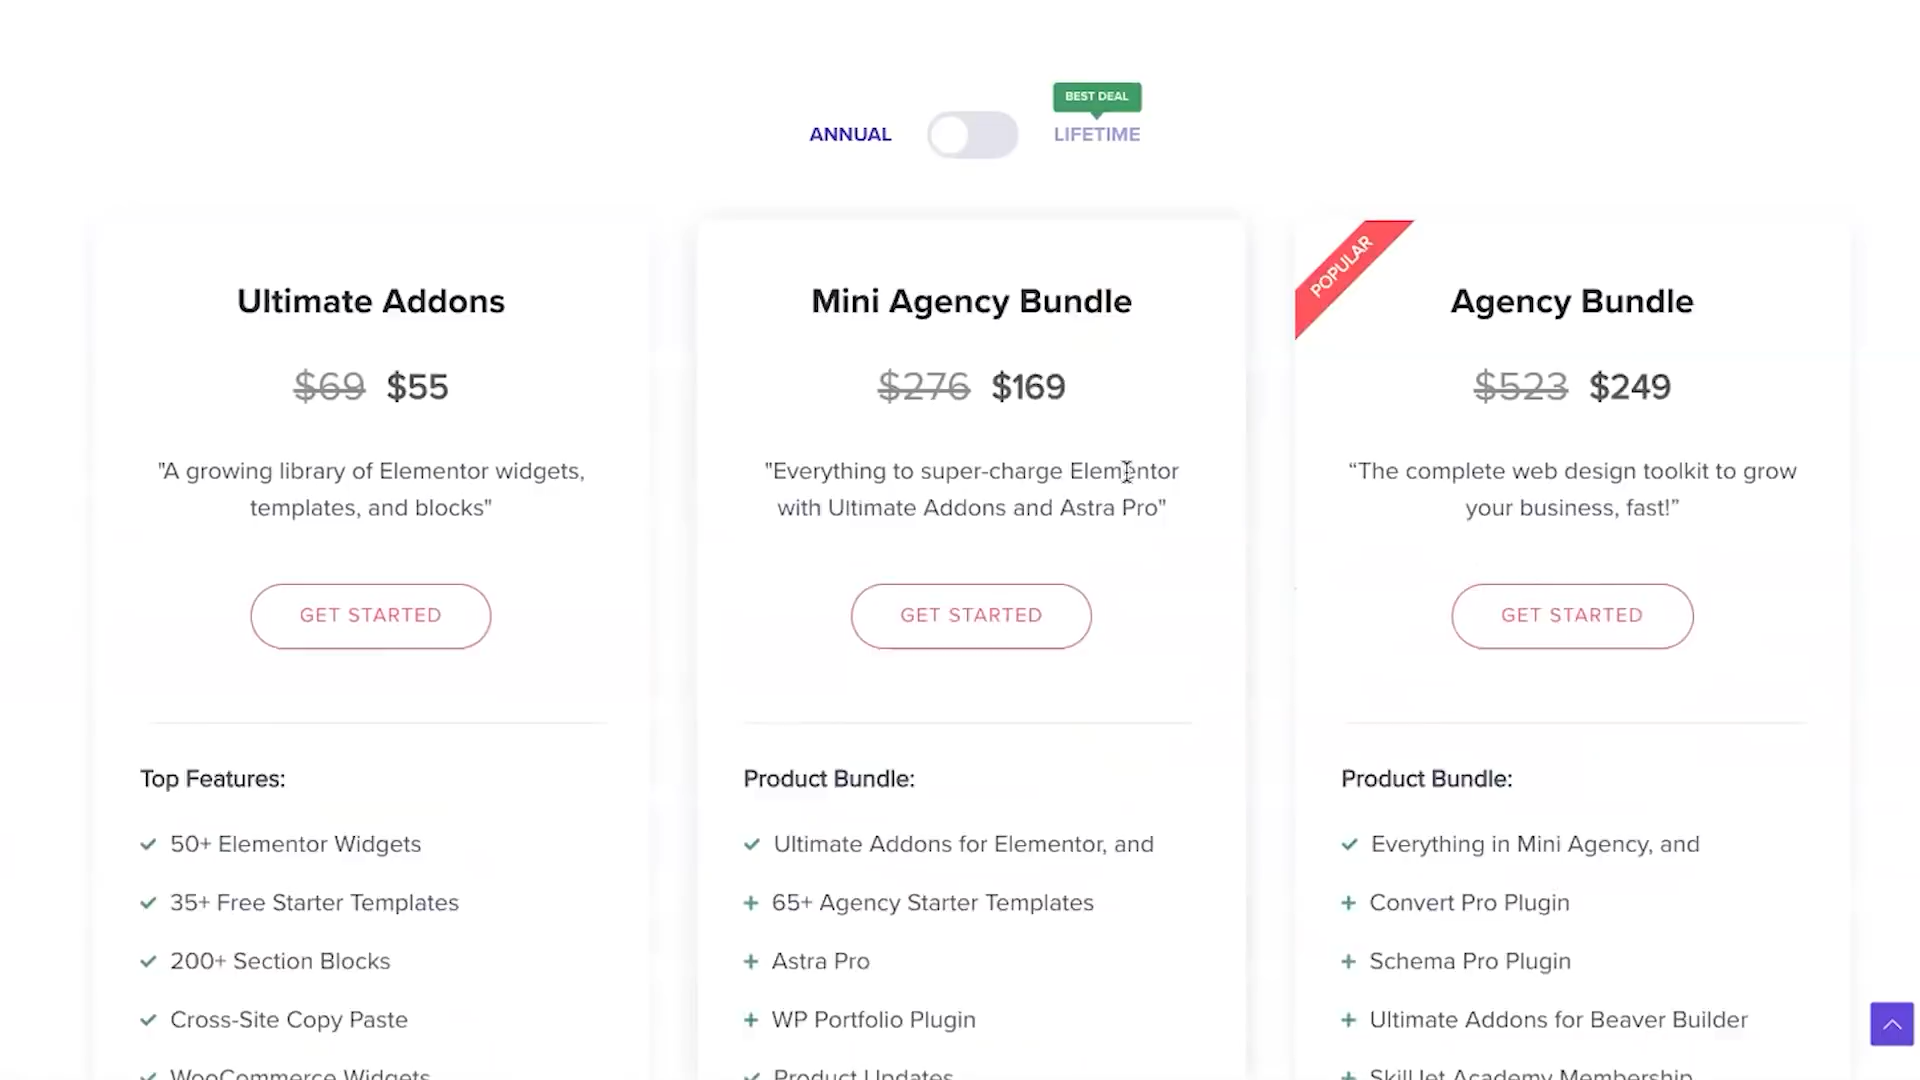 BEST DEAL
ANNUAL
LIFETIME
Ultimate Addons
$69 $55
"A growing library of Elementor widgets,
templates, and blocks"
GET STARTED
Top Features:
50+ Elementor Widgets
35+ Free Starter Templates
200+ Section Blocks
Cross-Site Copy Paste
WooCommerce Widgets
Mini Agency Bundle
$276 $169
"Everything to super-charge Elementor
with Ultimate Addons and Astra Pro"
GET STARTED
Product Bundle:
Ultimate Addons for Elementor, and
+ 65+ Agency Starter Templates
+ Astra Pro
+ WP Portfolio Plugin
Product Updates
POPULAR
Agency Bundle
$523 $249
“The complete web design toolkit to grow
your business, fast!”
GET STARTED
Product Bundle:
Everything in Mini Agency, and
+ Convert Pro Plugin
+ Schema Pro Plugin
+ Ultimate Addons for Beaver Builder
+ SkillJet Academy Membership